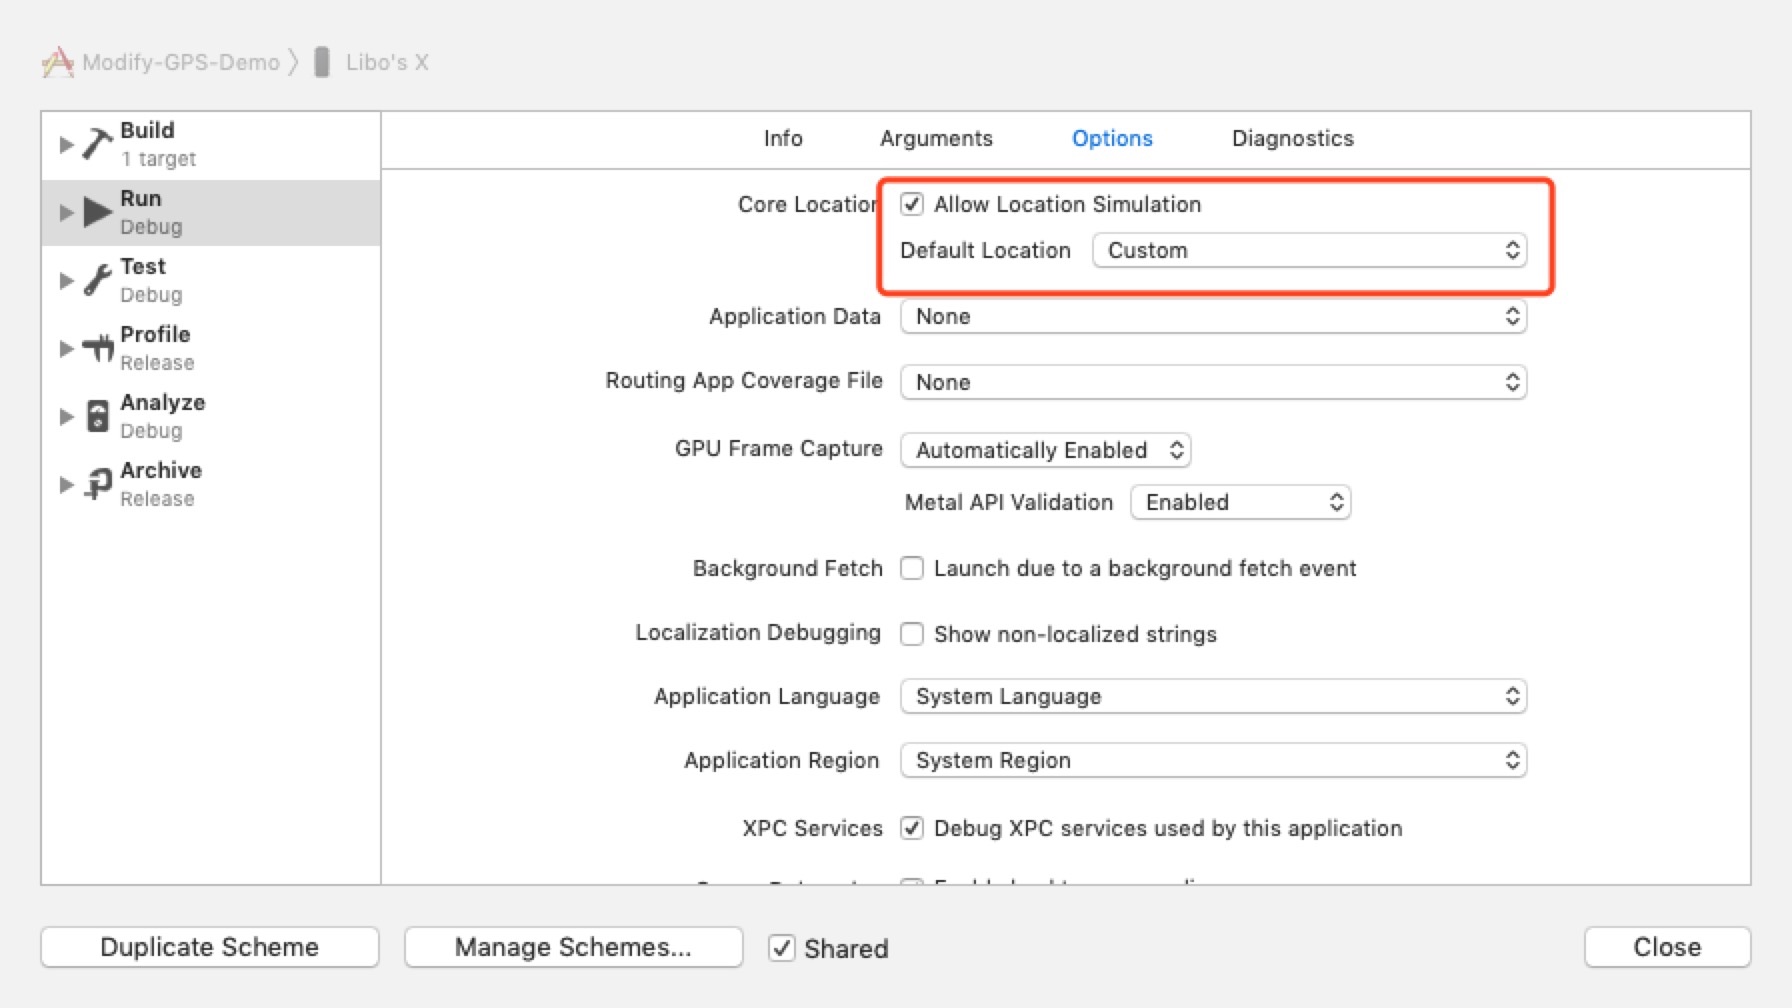 Modify-GPS-Demo 〉 Libo's X
Build
1 target
Run
Debug
Test
Debug
Profile
Release
Analyze
Debug
Archive
Release
Info Arguments Options Diagnostics
Core Location Allow Location Simulation
Default Location Custom
Application Data None
Routing App Coverage File None
GPU Frame Capture Automatically Enabled
Metal API Validation Enabled
Background Fetch Launch due to a background fetch event
Localization Debugging Show non-localized strings
Application Language System Language
Application Region System Region
XPC Services Debug XPC services used by this application
Duplicate Scheme Manage Schemes... Shared Close